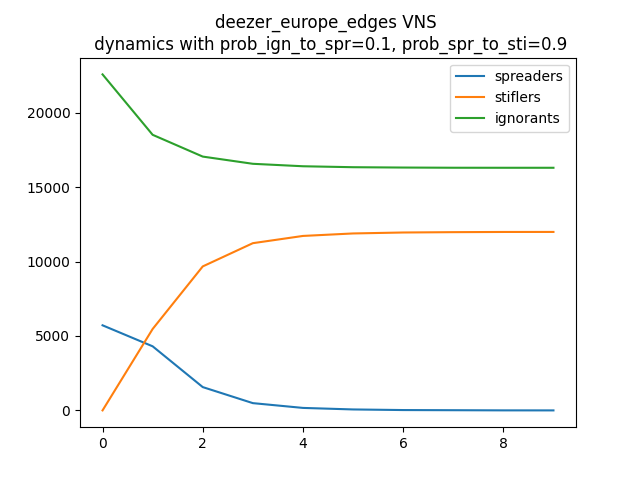 deezer_europe_edges VNS
dynamics with prob_ign_to_spr=0.1, prob_spr_to_sti=0.9
spreaders
stiflers
ignorants
20000
15000
10000
5000
0
0 2 4 6 8